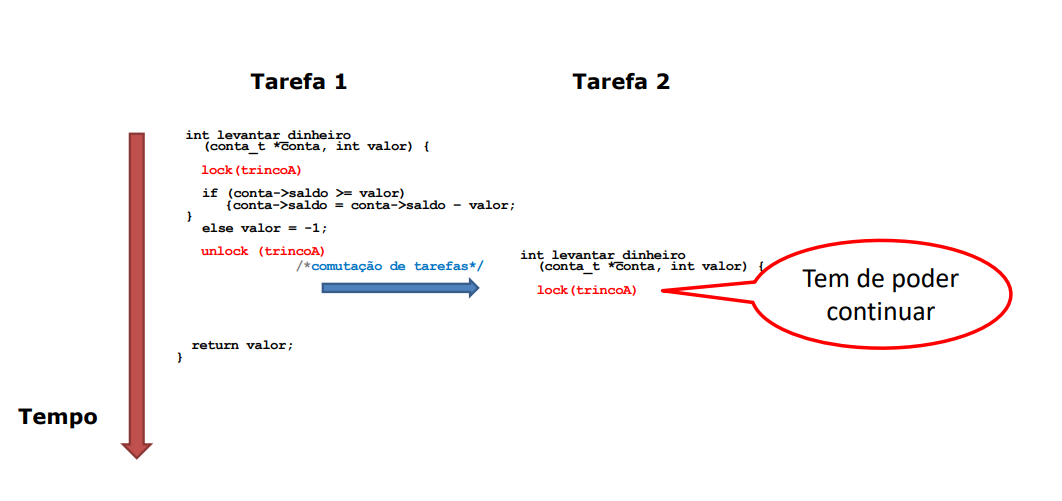 Tarefa 1
Tarefa 2
int levantar_dinheiro
(conta_t *conta, int valor) {
lock(trincoA)
if (conta->saldo >= valor)
{conta->saldo = conta->saldo – valor;
}
else valor = -1;
unlock (trincoA)
/*comutação de tarefas*/
int levantar_dinheiro
(conta_t *conta, int valor) {
lock(trincoA)
Tem de poder
continuar
return valor;
}
Tempo